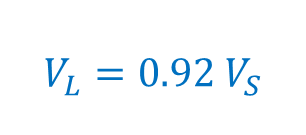 V_L = 0.92 V_S